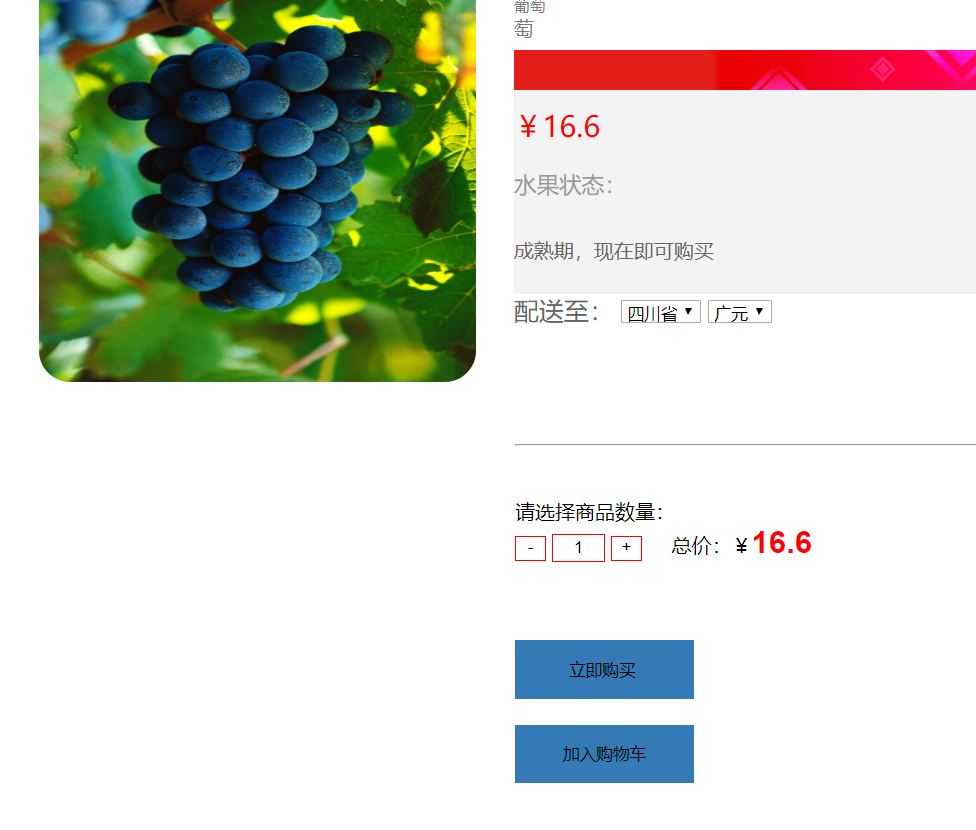 葡萄
萄
¥ 16.6
水果状态：
成熟期，现在即可购买
配送至： 四川省 广元
请选择商品数量：
- 1 + 总价： ¥ 16.6
立即购买
加入购物车